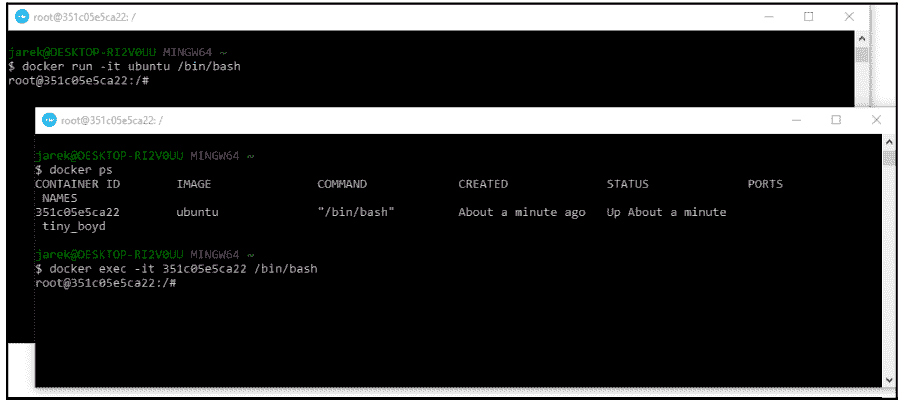 root@351c05e5ca22: /
jarek@DESKTOP-RI2V0UU MINGW64 ~
$ docker run -it ubuntu /bin/bash
root@351c05e5ca22:/#
root@351c05e5ca22: /
jarek@DESKTOP-RI2V0UU MINGW64 ~
$ docker ps
CONTAINER ID IMAGE COMMAND CREATED STATUS PORTS
NAMES
351c05e5ca22 ubuntu "/bin/bash" About a minute ago Up About a minute
tiny_boyd
jarek@DESKTOP-RI2V0UU MINGW64 ~
$ docker exec -it 351c05e5ca22 /bin/bash
root@351c05e5ca22:/#